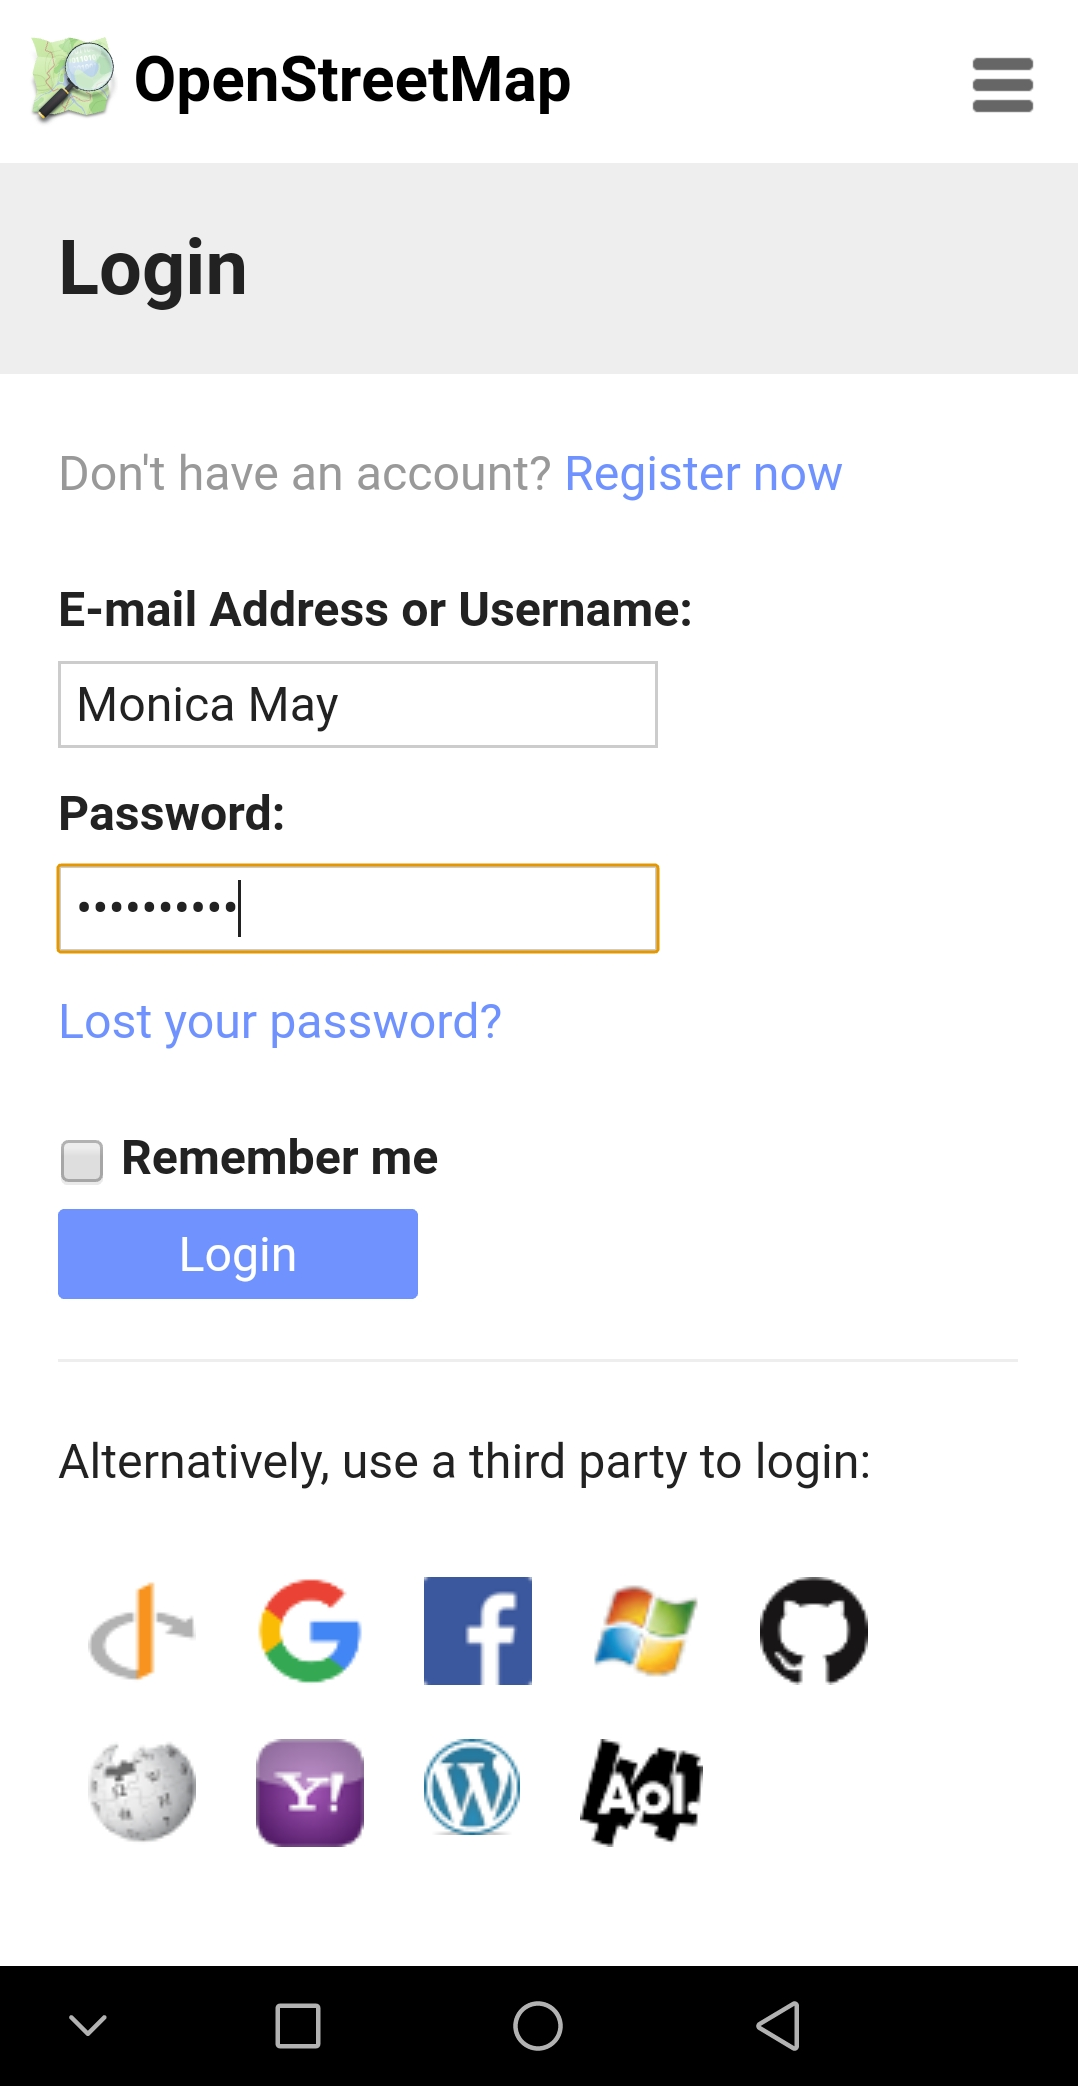 OpenStreetMap
Login
Don't have an account? Register now
E-mail Address or Username:
Monica May
Password:
••••••••••
Lost your password?
Remember me
Login
Alternatively, use a third party to login:
Y!
Aol.